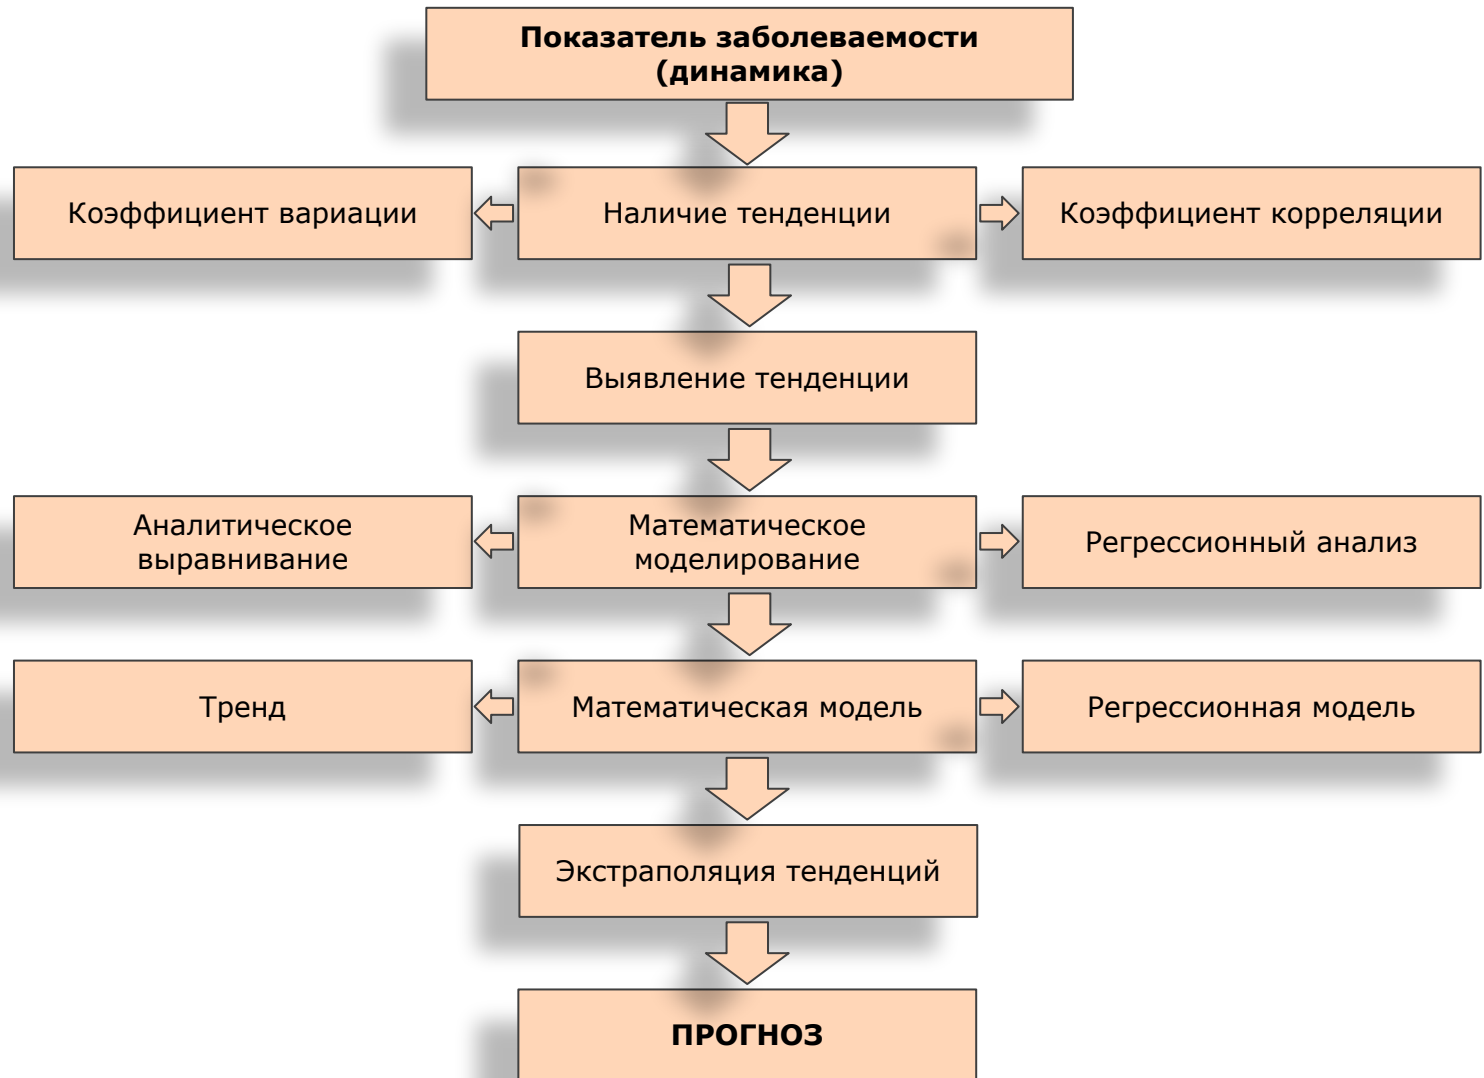 Показатель заболеваемости
(динамика)
Коэффициент вариации
Наличие тенденции
Коэффициент корреляции
Выявление тенденции
Аналитическое
выравнивание
Математическое
моделирование
Регрессионный анализ
Тренд
Математическая модель
Регрессионная модель
Экстраполяция тенденций
ПРОГНОЗ